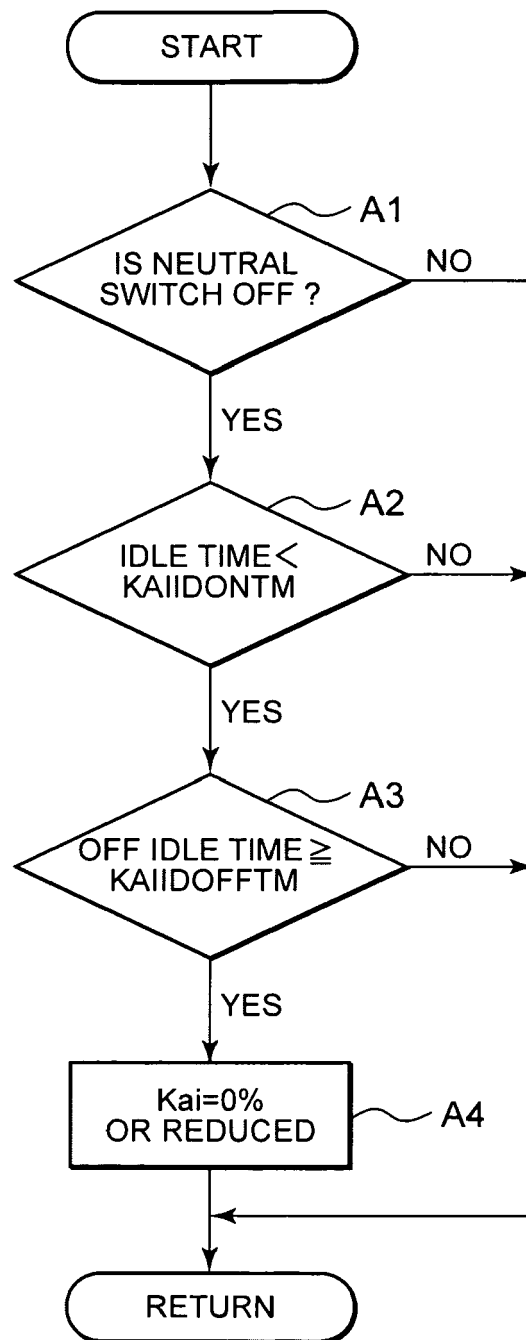 START
A1
IS NEUTRAL
SWITCH OFF ?
NO
YES
A2
IDLE TIME<
KAIIDONTM
NO
YES
A3
OFF IDLE TIME≧
KAIIDOFFTM
NO
YES
Kai=0%
OR REDUCED
A4
RETURN